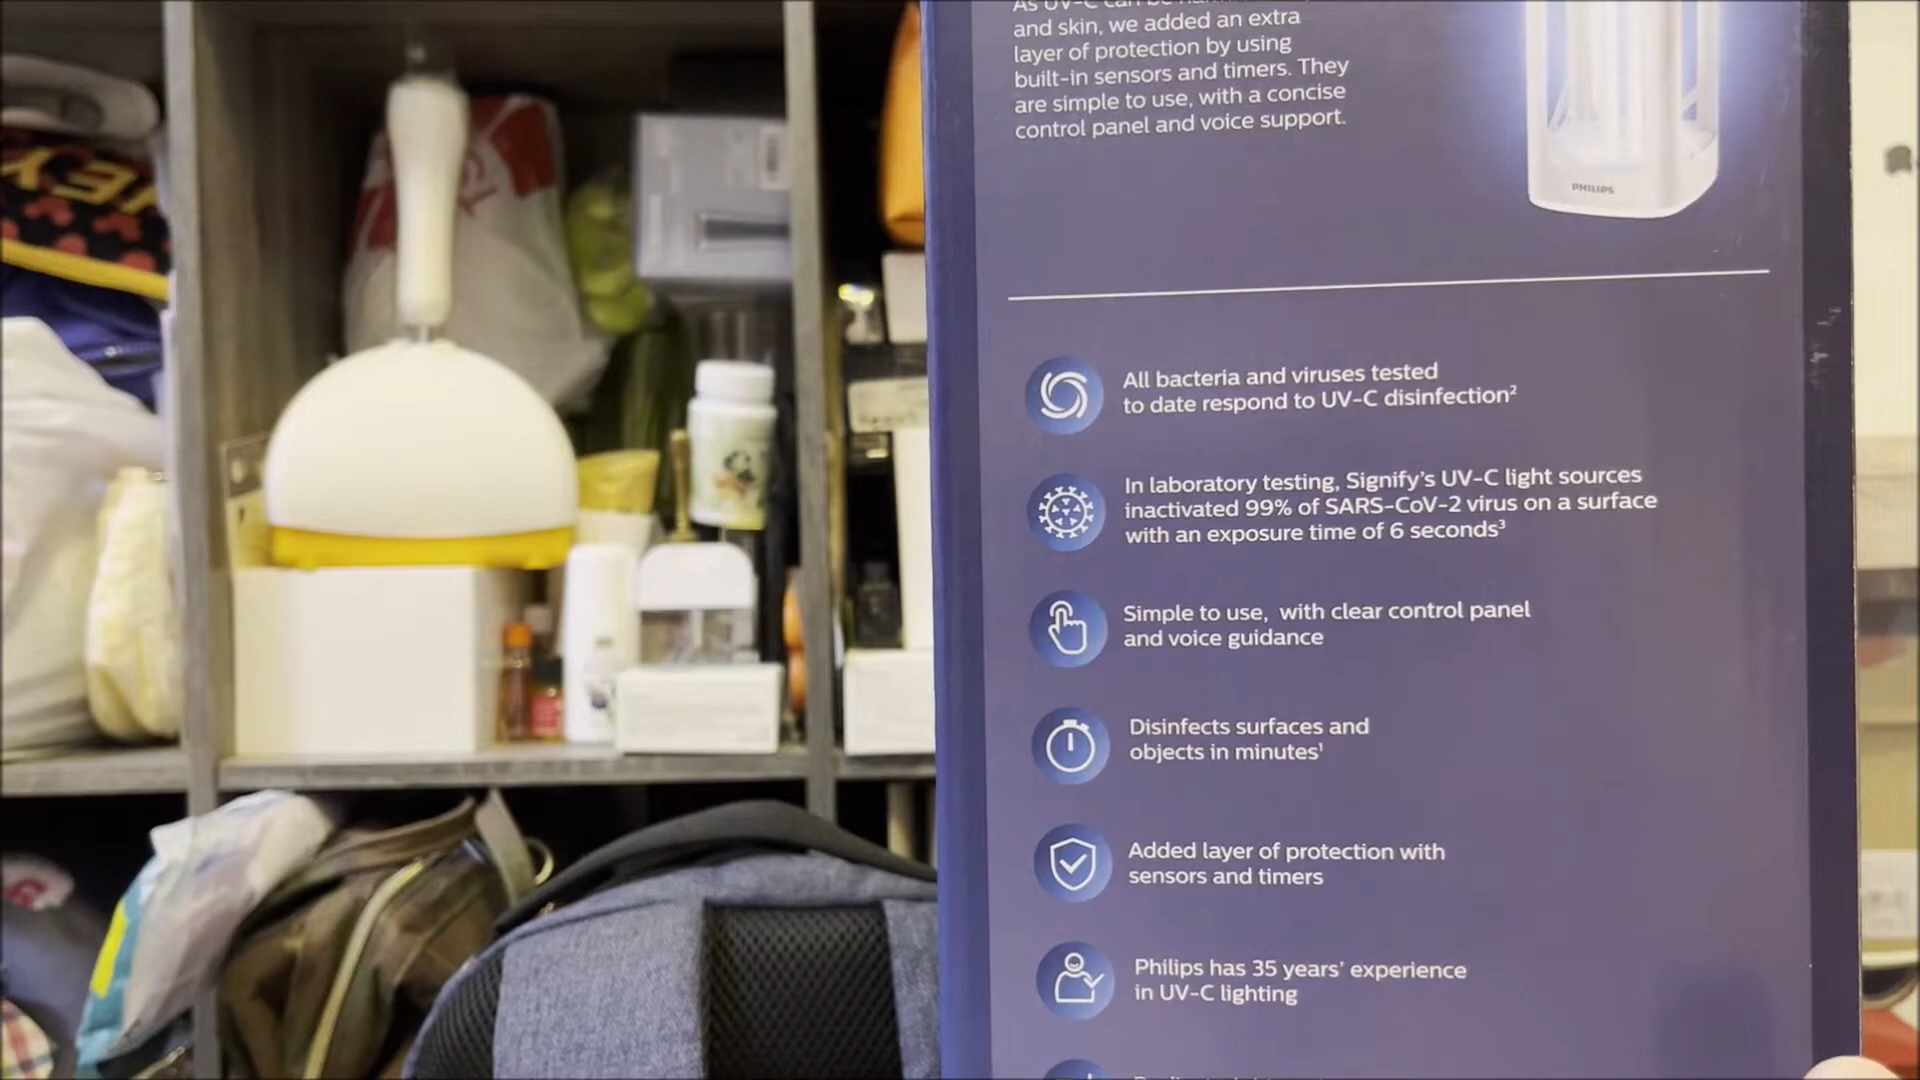 As UV-C can be
and skin, we added an extra
layer of protection by using
built-in sensors and timers. They
are simple to use, with a concise
control panel and voice support.
PHILIPS
All bacteria and viruses tested
to date respond to UV-C disinfection²
In laboratory testing, Signify's UV-C light sources
inactivated 99% of SARS-CoV-2 virus on a surface
with an exposure time of 6 seconds³
Simple to use, with clear control panel
and voice guidance
Disinfects surfaces and
objects in minutes¹
Added layer of protection with
sensors and timers
Philips has 35 years' experience
in UV-C lighting